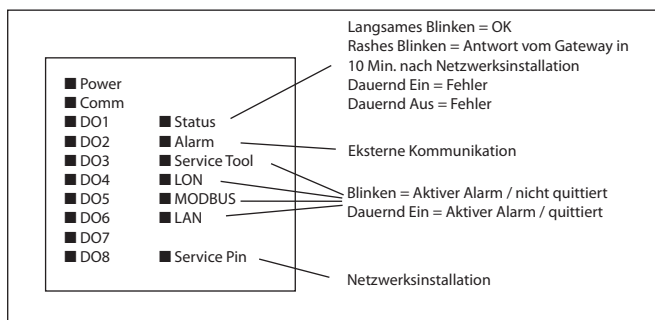 Langsames Blinken = OK
Rashes Blinken = Antwort vom Gateway in
10 Min. nach Netzwerksinstallation
Dauernd Ein = Fehler
Dauernd Aus = Fehler
Eksterne Kommunikation
Blinken = Aktiver Alarm / nicht quittiert
Dauernd Ein = Aktiver Alarm / quittiert
Netzwerksinstallation
Power
Comm
DO1
DO2
DO3
DO4
DO5
DO6
DO7
DO8
Status
Alarm
Service Tool
LON
MODBUS
LAN
Service Pin